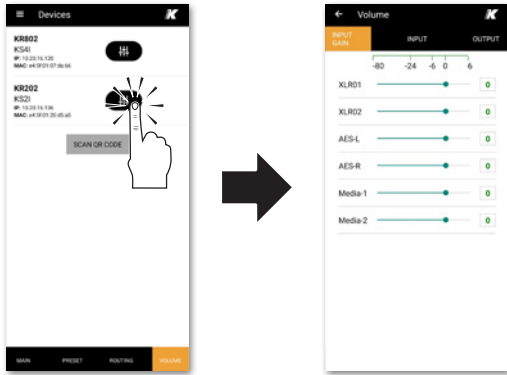 Devices
KR802
KS4I
IP: 10.20.16.120
KR202
KS2I
IP: 10.20.16.136
SCAN QR CODE
MAIN PRESET ROUTING VOLUME
Volume
INPUT GAIN INPUT OUTPUT
-80 -24 -6 0 6
XLR01 0
XLR02 0
AES-L 0
AES-R 0
Media-1 0
Media-2 0